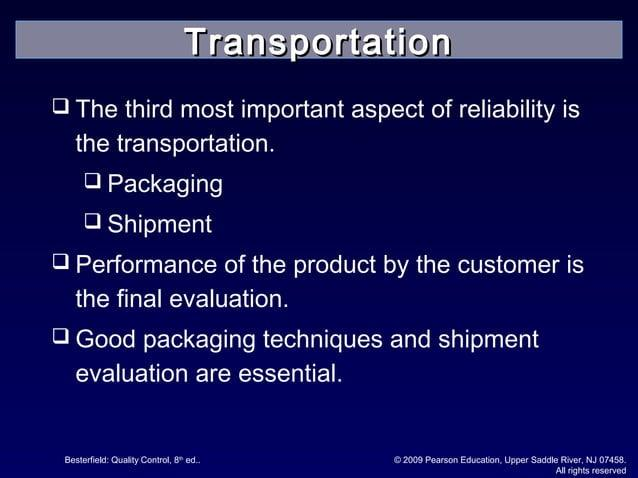 Transportation
The third most important aspect of reliability is
the transportation.
Packaging
Shipment
Performance of the product by the customer is
the final evaluation.
Good packaging techniques and shipment
evaluation are essential.
Besterfield: Quality Control, 8th ed..
© 2009 Pearson Education, Upper Saddle River, NJ 07458.
All rights reserved